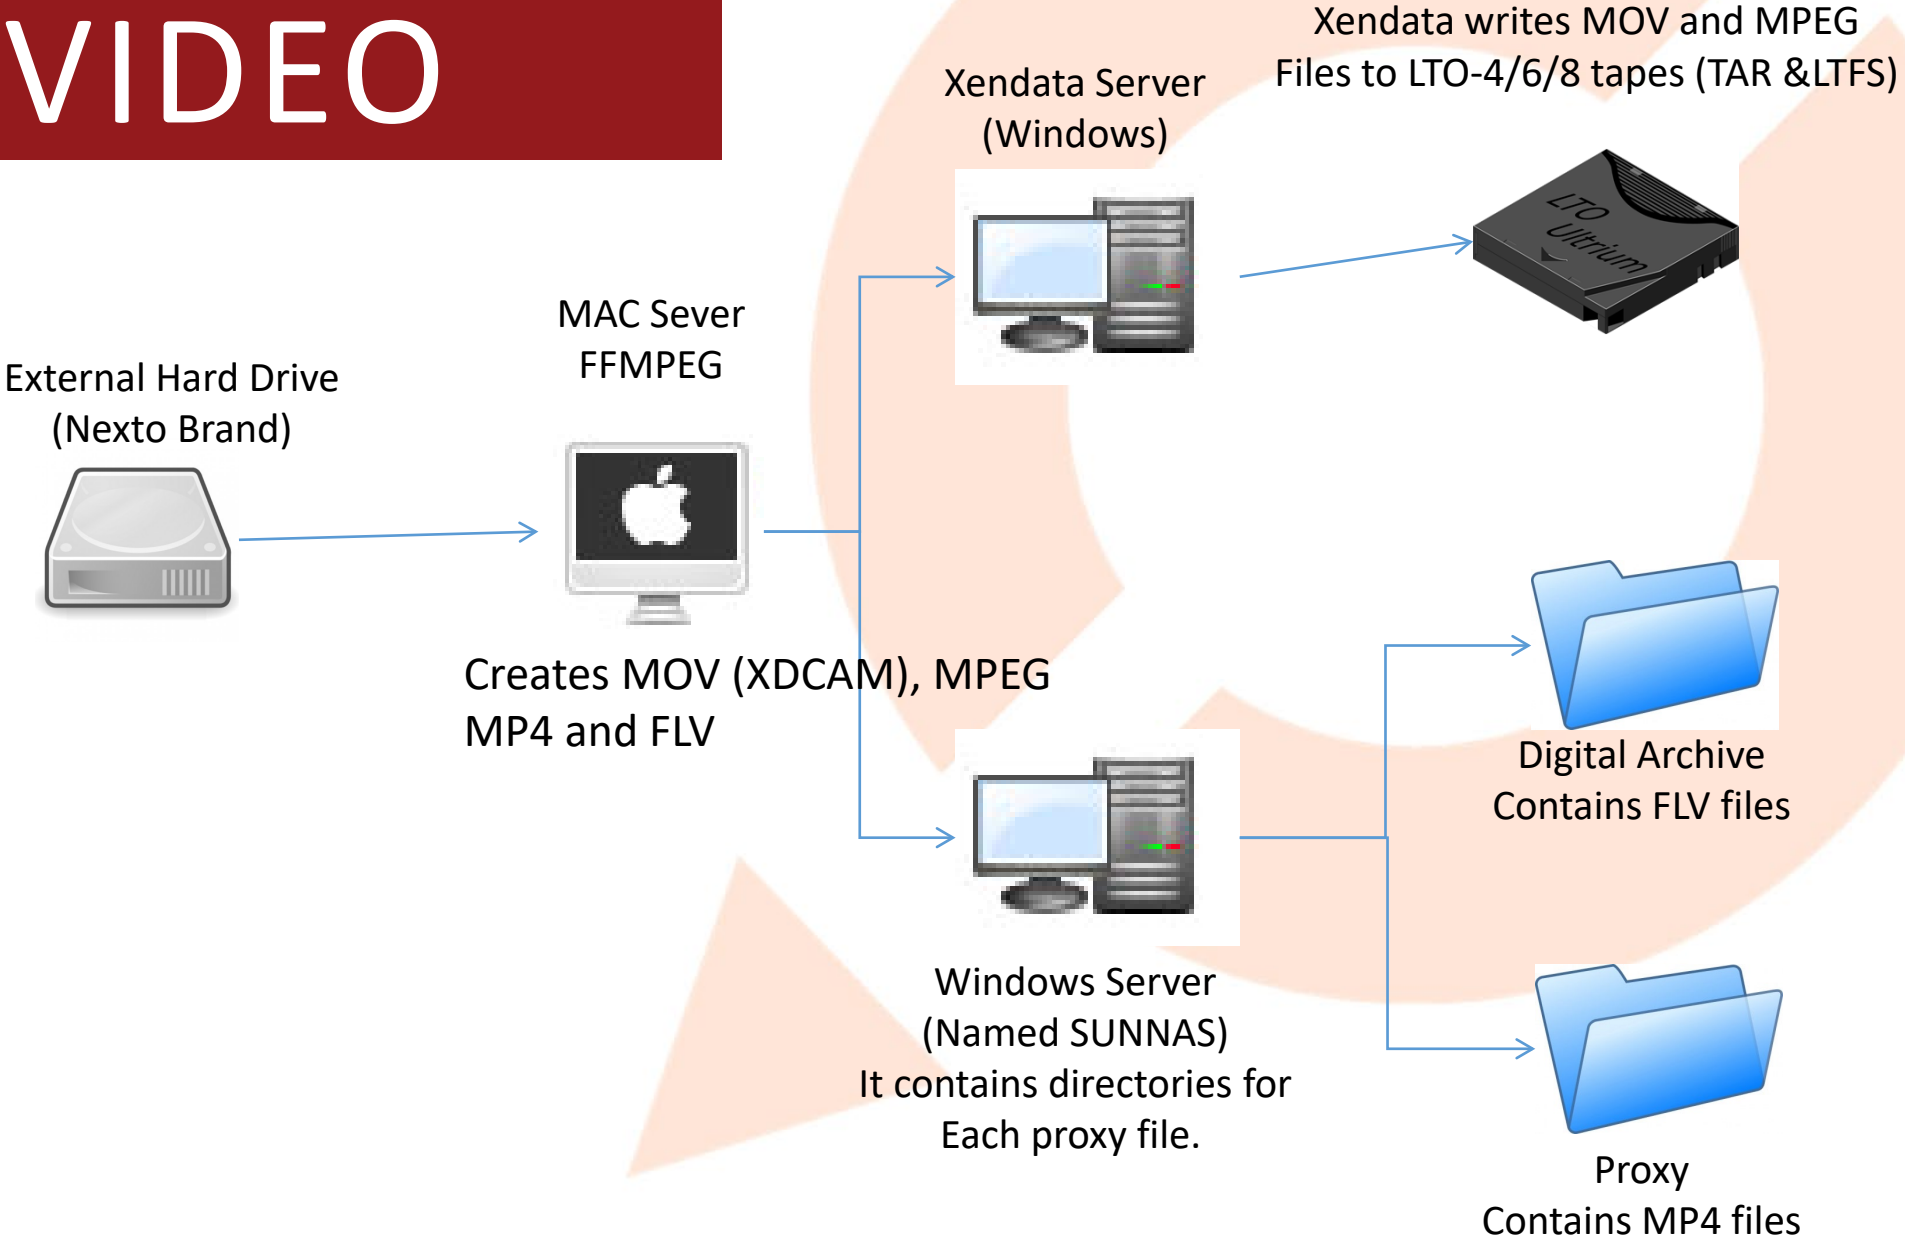 VIDEO
Xendata writes MOV and MPEG
Files to LTO-4/6/8 tapes (TAR &LTFS)
Xendata Server
(Windows)
LTO
Ultrium
MAC Sever
FFMPEG
External Hard Drive
(Nexto Brand)
Creates MOV (XDCAM), MPEG
MP4 and FLV
Digital Archive
Contains FLV files
Windows Server
(Named SUNNAS)
It contains directories for
Each proxy file.
Proxy
Contains MP4 files